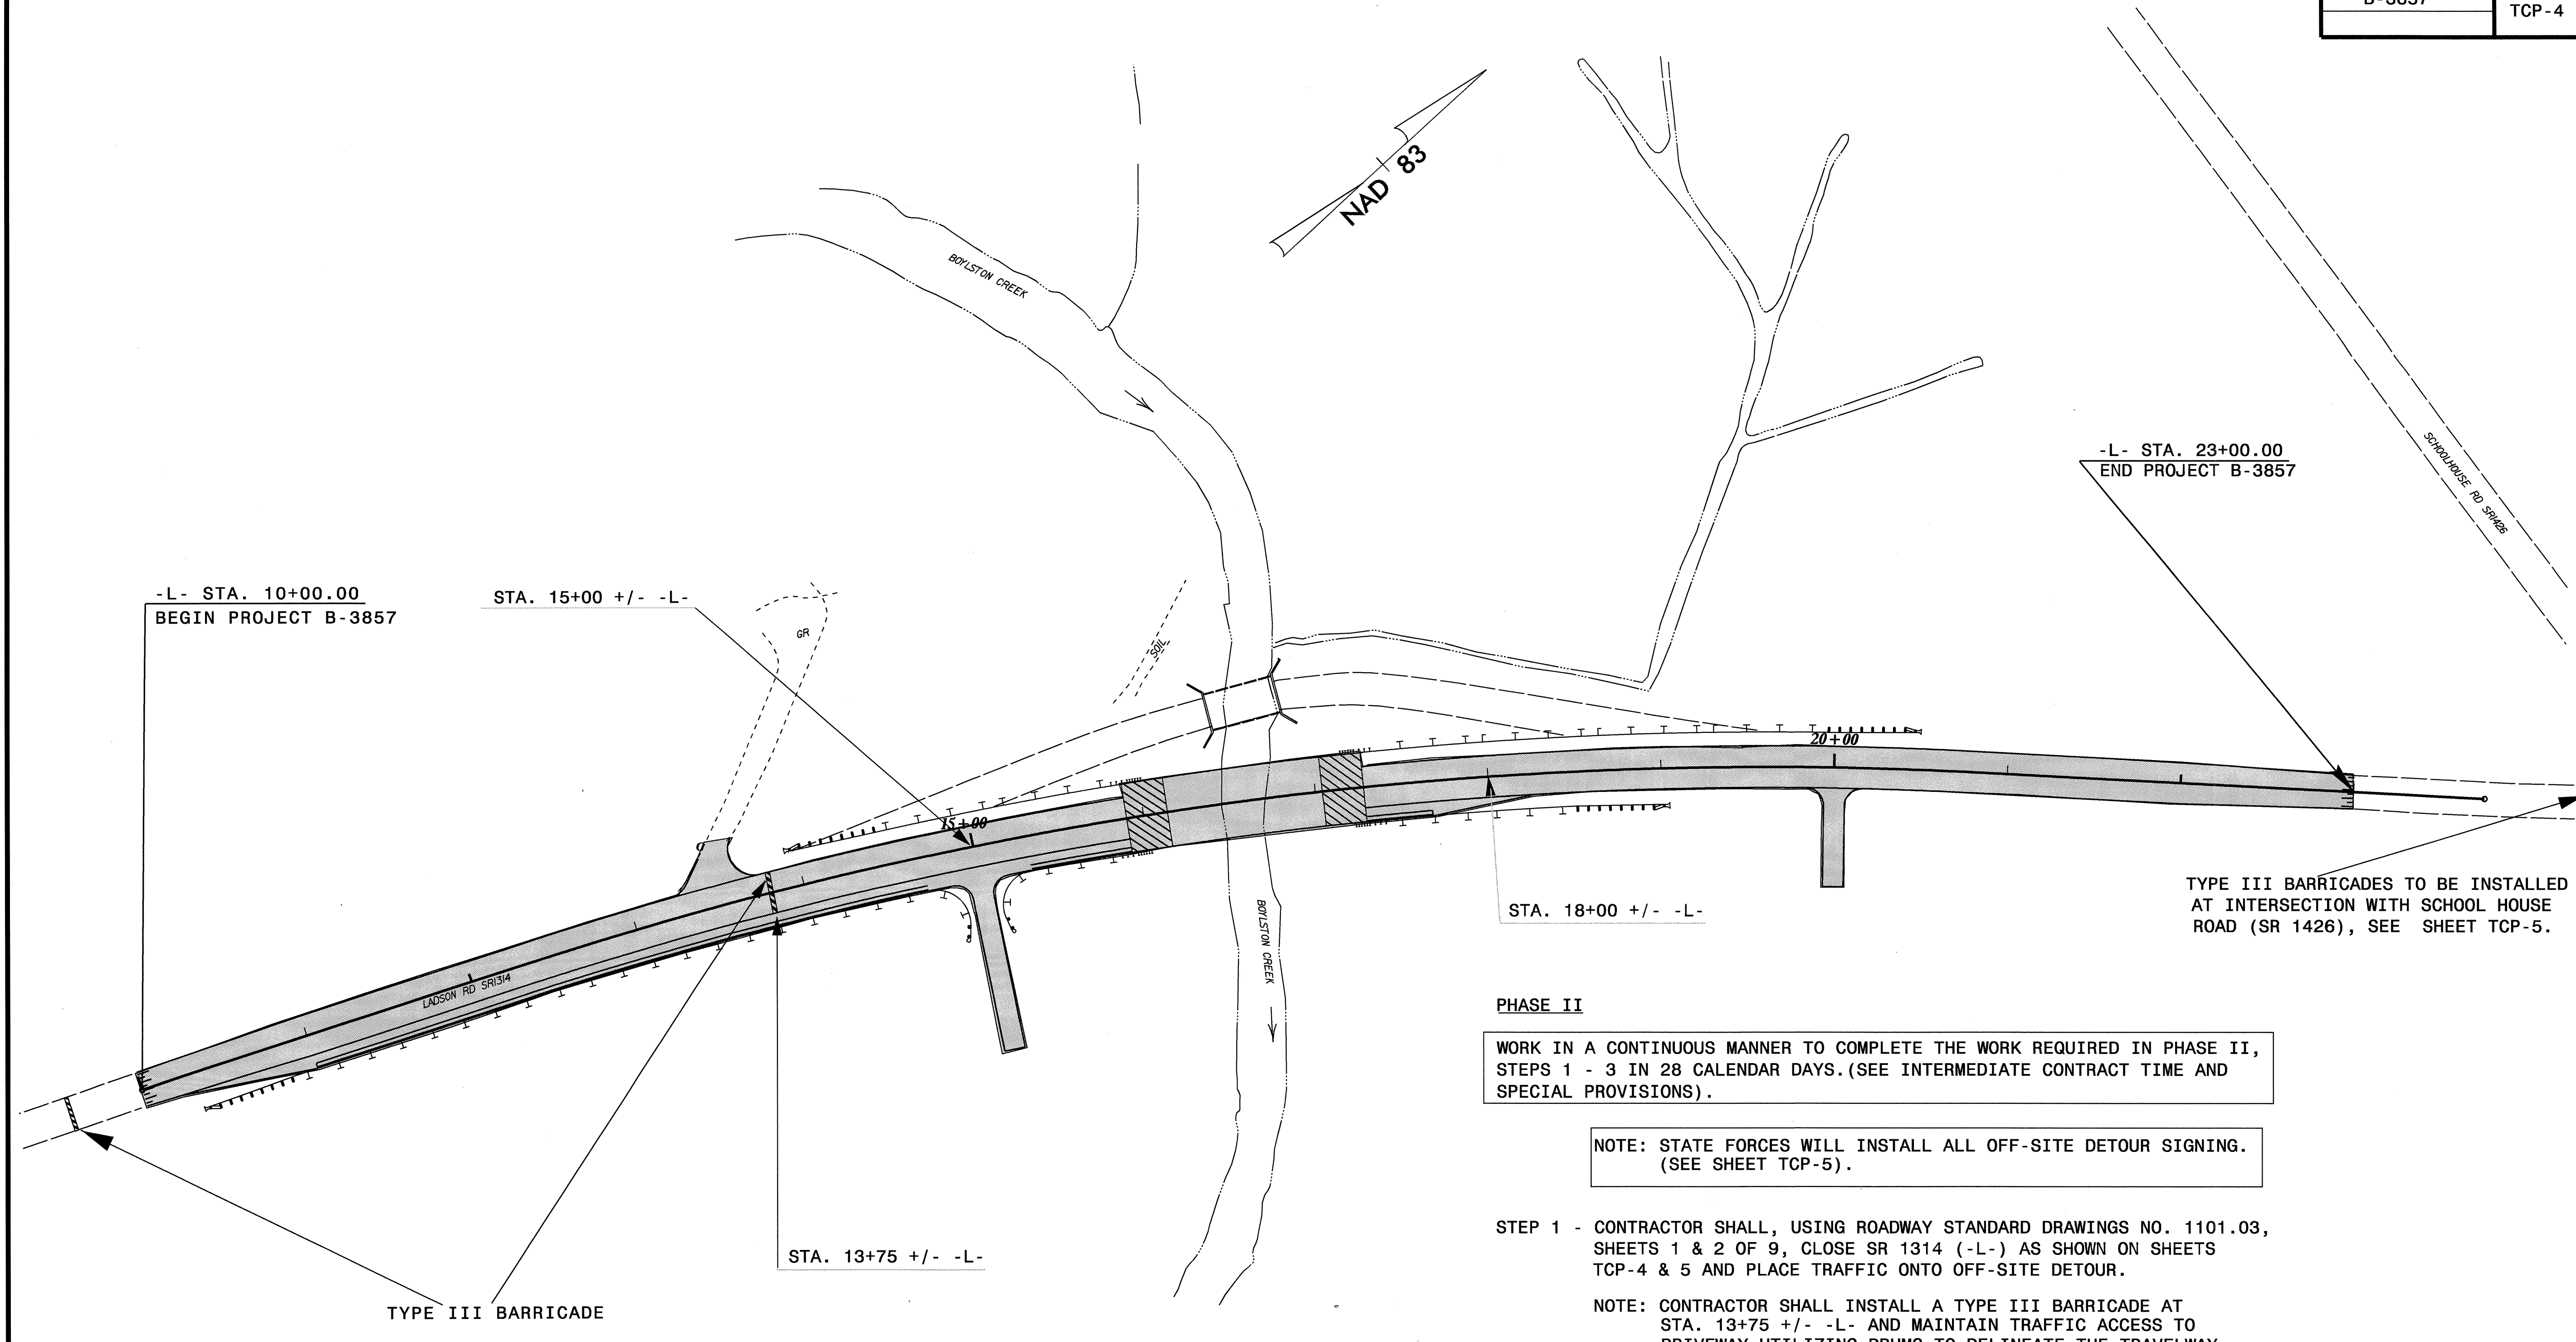 B-3857
TCP-4
NAD 83
BOYLSTON CREEK
SCHOOLHOUSE RD SR1426
-L- STA. 23+00.00
END PROJECT B-3857
-L- STA. 10+00.00
BEGIN PROJECT B-3857
STA. 15+00 +/- -L-
GR
SOIL
20+00
15+00
LADSON RD SR1314
STA. 18+00 +/- -L-
BOYLSTON CREEK
TYPE III BARRICADES TO BE INSTALLED
AT INTERSECTION WITH SCHOOL HOUSE
ROAD (SR 1426), SEE SHEET TCP-5.
STA. 13+75 +/- -L-
TYPE III BARRICADE
PHASE II
WORK IN A CONTINUOUS MANNER TO COMPLETE THE WORK REQUIRED IN PHASE II,
STEPS 1 - 3 IN 28 CALENDAR DAYS.(SEE INTERMEDIATE CONTRACT TIME AND
SPECIAL PROVISIONS).
NOTE: STATE FORCES WILL INSTALL ALL OFF-SITE DETOUR SIGNING.
(SEE SHEET TCP-5).
STEP 1 - CONTRACTOR SHALL, USING ROADWAY STANDARD DRAWINGS NO. 1101.03,
SHEETS 1 & 2 OF 9, CLOSE SR 1314 (-L-) AS SHOWN ON SHEETS
TCP-4 & 5 AND PLACE TRAFFIC ONTO OFF-SITE DETOUR.
NOTE: CONTRACTOR SHALL INSTALL A TYPE III BARRICADE AT
STA. 13+75 +/- -L- AND MAINTAIN TRAFFIC ACCESS TO
DRIVEWAY UTILIZING DRUMS TO DELINEATE THE TRAVELWAY